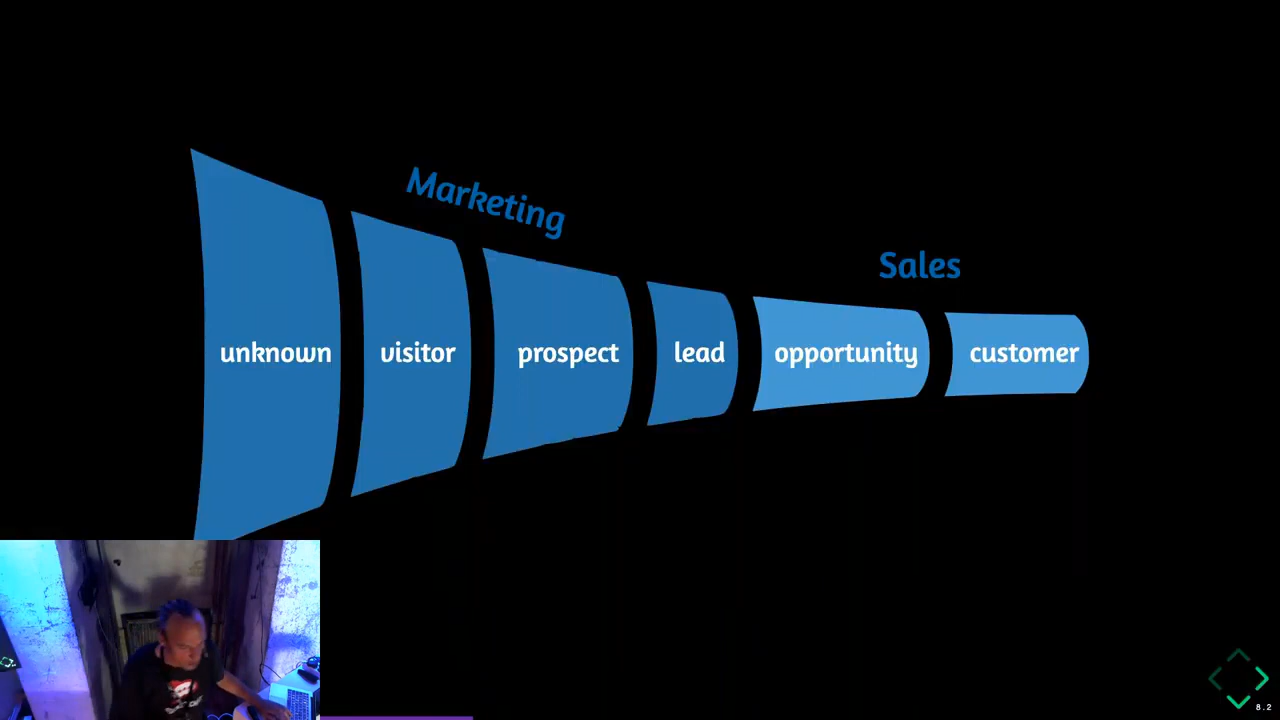 Marketing
Sales
unknown visitor prospect lead opportunity customer
8.2